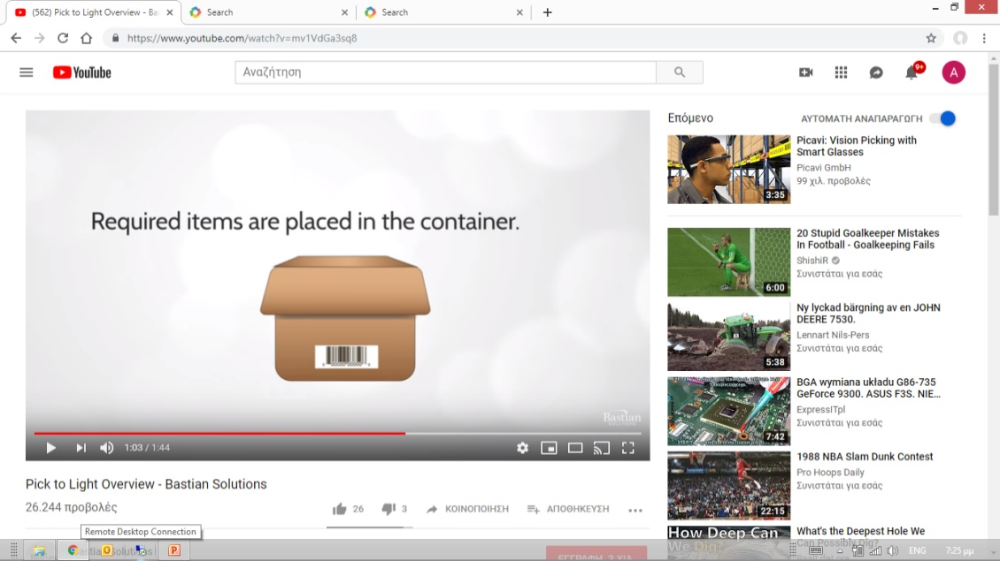 (562) Pick to Light Overview - Bas
Search
Search
https://www.youtube.com/watch?v=mv1VdGa3sq8
YouTube
Αναζήτηση
9+
A
Required items are placed in the container.
Bastian
SOLUTIONS
1:03 / 1:44
Pick to Light Overview - Bastian Solutions
26.244 προβολές
26
3
ΚΟΙΝΟΠΟΙΗΣΗ
ΑΠΟΘΗΚΕΥΣΗ
Επόμενο
ΑΥΤΟΜΑΤΗ ΑΝΑΠΑΡΑΓΩΓΗ
3:35
Picavi: Vision Picking with
Smart Glasses
Picavi GmbH
99 χιλ. προβολές
6:00
20 Stupid Goalkeeper Mistakes
In Football - Goalkeeping Fails
ShishiR
Συνιστάται για εσάς
5:38
Ny lyckad bärgning av en JOHN
DEERE 7530.
Lennart Nils-Pers
Συνιστάται για εσάς
7:42
BGA wymiana układu G86-735
GeForce 9300. ASUS F3S. NIE...
ExpressITpl
Συνιστάται για εσάς
22:15
1988 NBA Slam Dunk Contest
Pro Hoops Daily
Συνιστάται για εσάς
How Deep Can
We Dig?
What's the Deepest Hole We
Can Possibly Dig?
Remote Desktop Connection
Bastian Solutions
ΕΓΓΡΑΦΗ 3 ΧΙΛ.
ENG
7:25 μμ